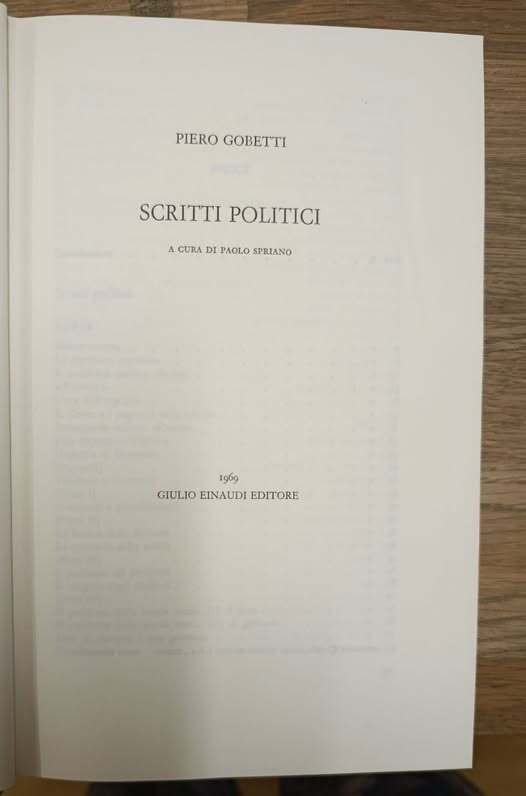 PIERO GOBETTI
SCRITTI POLITICI
A CURA DI PAOLO SPRIANO
1969
GIULIO EINAUDI EDITORE